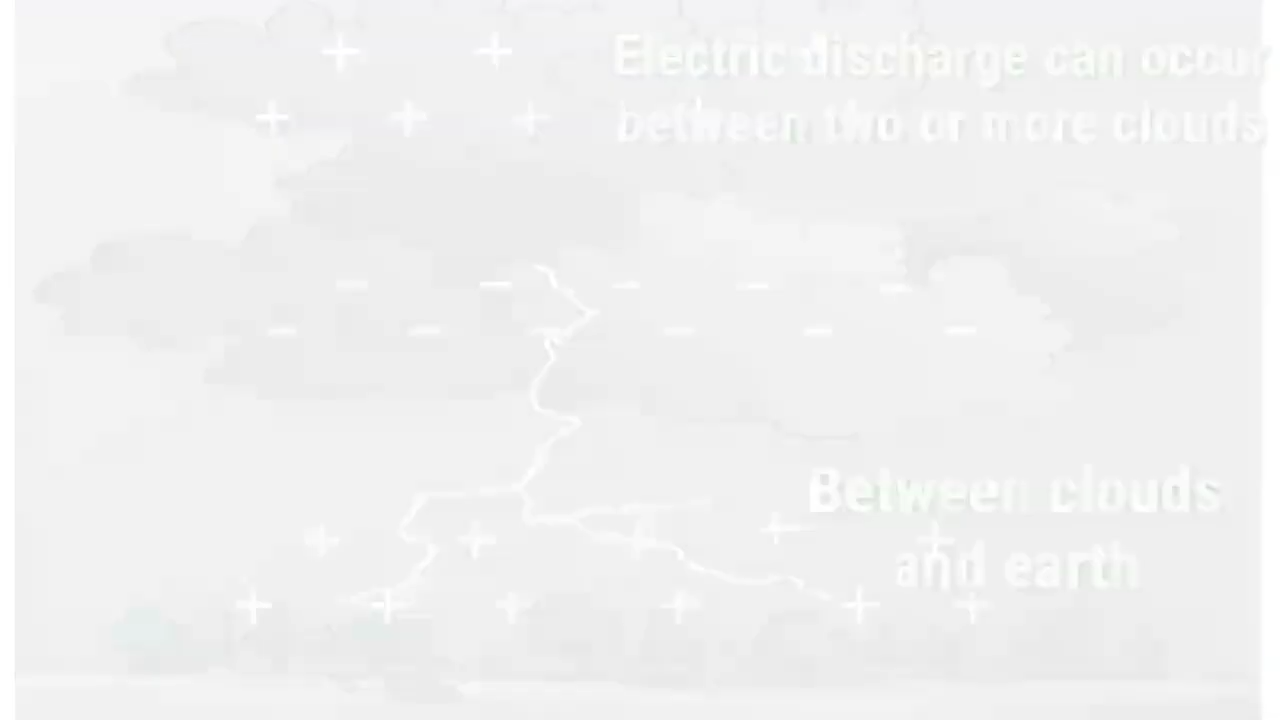 Electric discharge can occur
between two or more clouds
+ +
+ + +
- - - - -
- - - - - -
Between clouds
and earth
+ + + + +
+ + + + + +